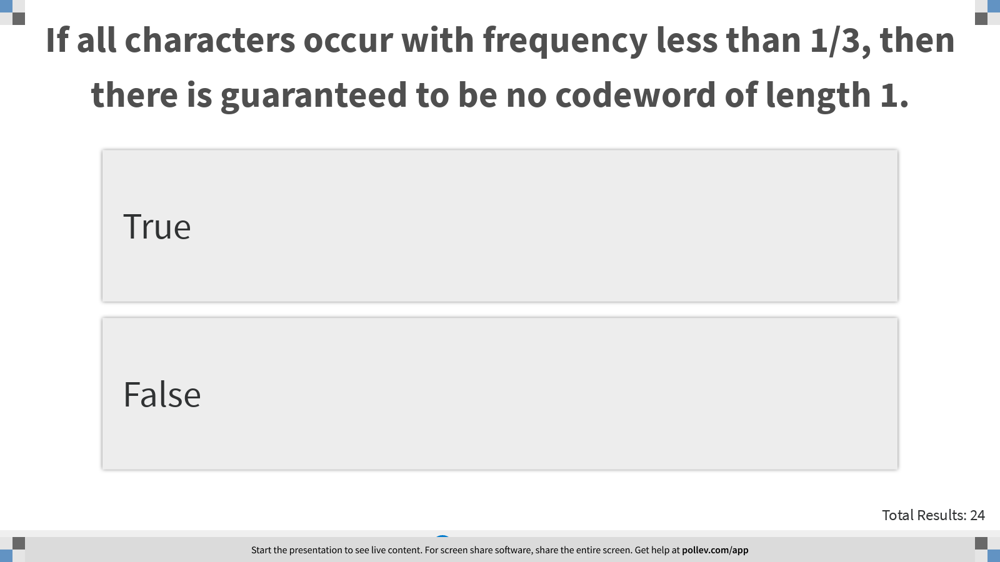 If all characters occur with frequency less than 1/3, then
there is guaranteed to be no codeword of length 1.
True
False
Total Results: 24
Start the presentation to see live content. For screen share software, share the entire screen. Get help at pollev.com/app